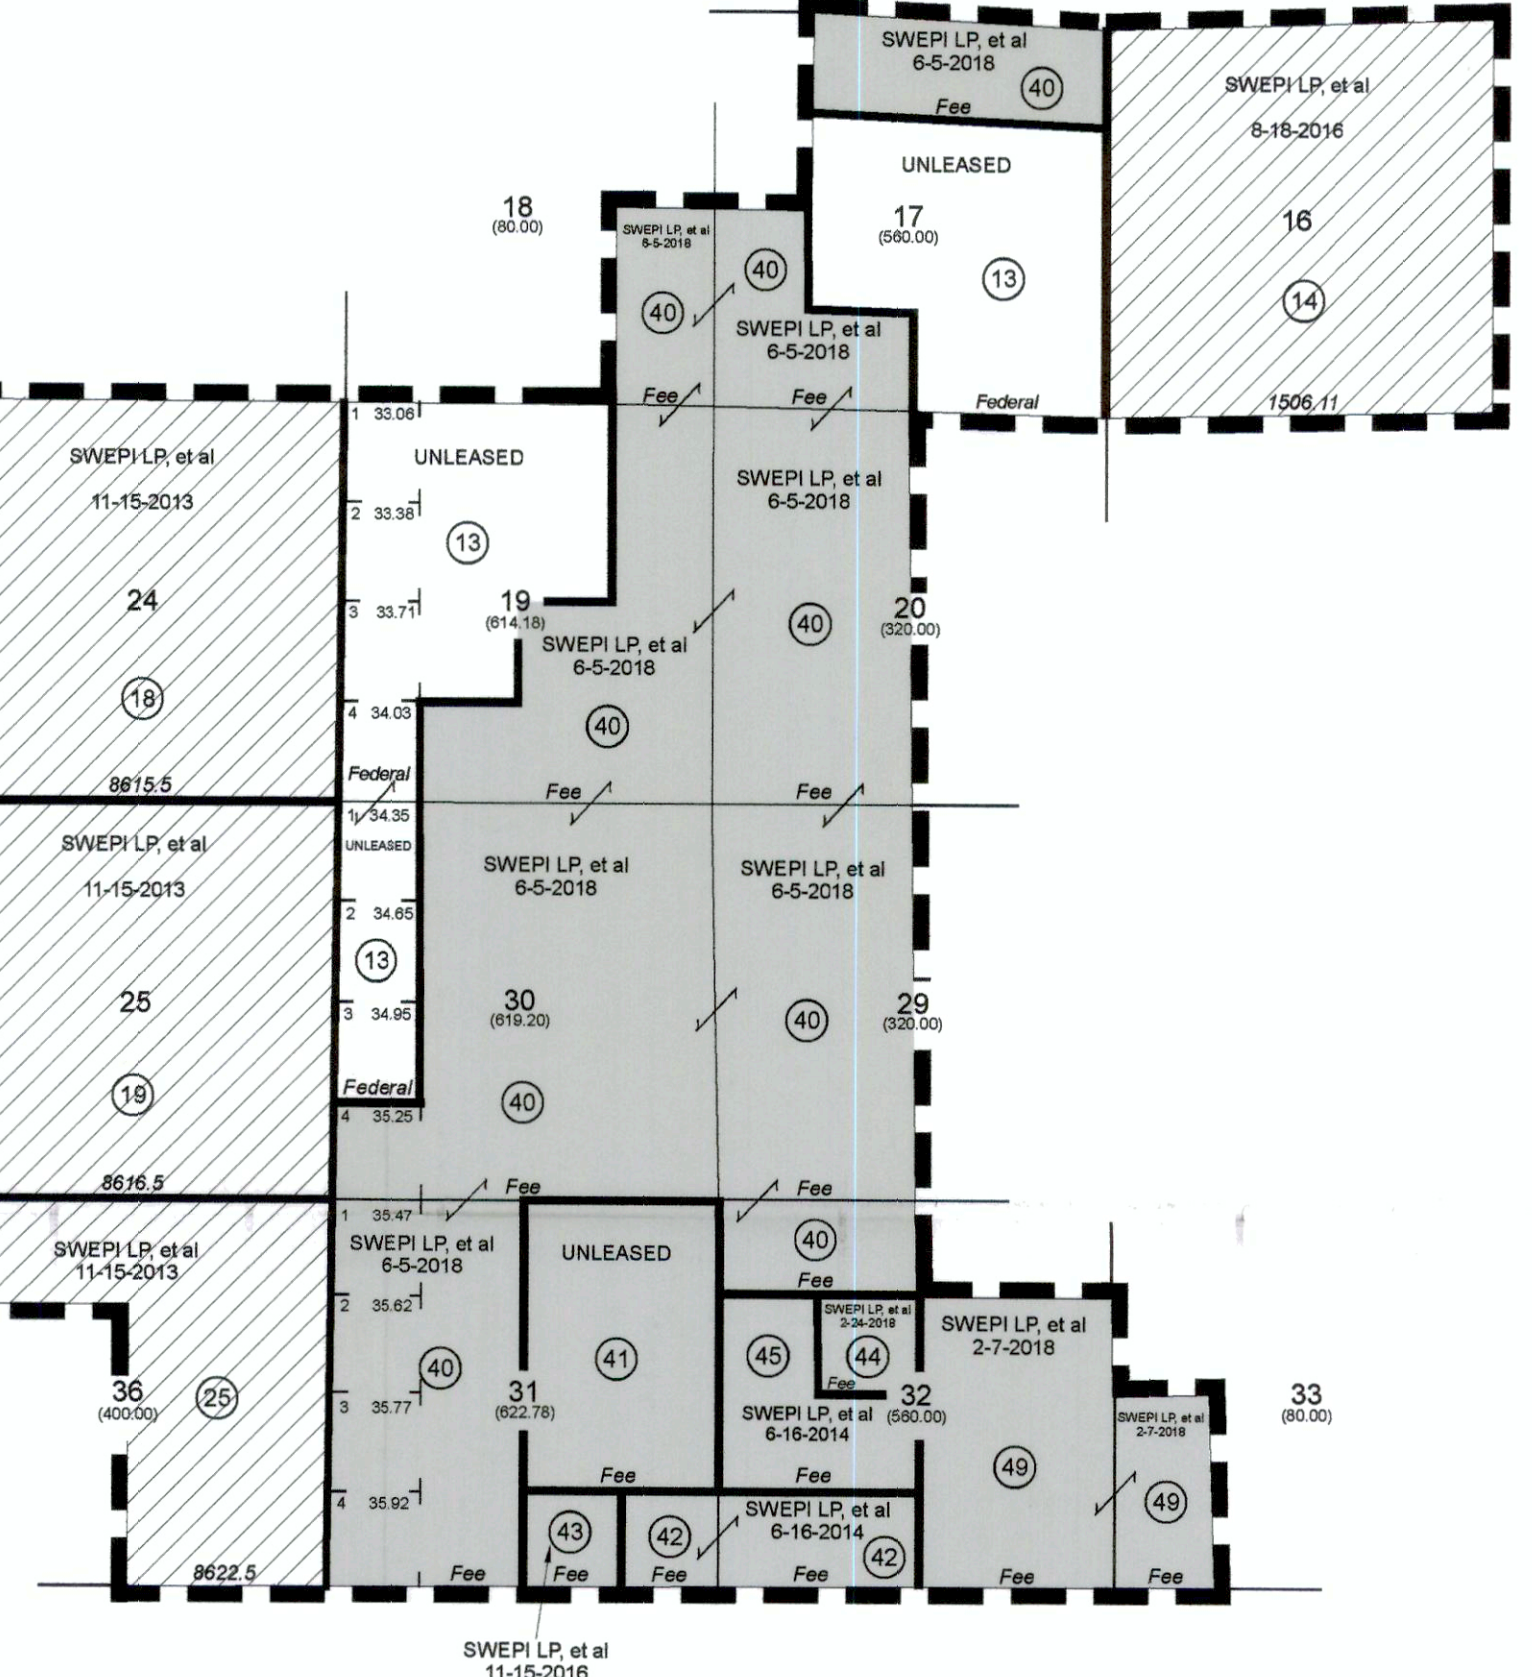 SWEPI LP, et al
6-5-2018
40
Fee
SWEPI LP, et al
8-18-2016
16
14
1506.11
UNLEASED
17
(560.00)
13
Federal
18
(80.00)
SWEPI LP, et al
6-5-2018
40
40
SWEPI LP, et al
6-5-2018
Fee
Fee
SWEPI LP, et al
11-15-2013
24
18
8615.5
1 33.06
UNLEASED
2 33.38
13
3 33.71
19
(614.18)
4 34.03
Federal
SWEPI LP, et al
6-5-2018
40
Fee
SWEPI LP, et al
6-5-2018
40
20
(320.00)
Fee
SWEPI LP, et al
11-15-2013
25
19
8616.5
1 34.35
UNLEASED
2 34.65
13
3 34.95
Federal
4 35.25
SWEPI LP, et al
6-5-2018
30
(619.20)
40
Fee
SWEPI LP, et al
6-5-2018
40
29
(320.00)
Fee
SWEPI LP, et al
11-15-2013
36
(400.00)
25
8622.5
1 35.47
SWEPI LP, et al
6-5-2018
2 35.62
40
3 35.77
4 35.92
Fee
31
(622.78)
UNLEASED
41
Fee
43
Fee
42
Fee
40
Fee
45
SWEPI LP, et al
2-24-2018
44
Fee
SWEPI LP, et al
6-16-2014
Fee
32
(560.00)
SWEPI LP, et al
6-16-2014
42
Fee
SWEPI LP, et al
2-7-2018
49
Fee
SWEPI LP, et al
2-7-2018
49
Fee
33
(80.00)
SWEPI LP, et al
11-15-2016